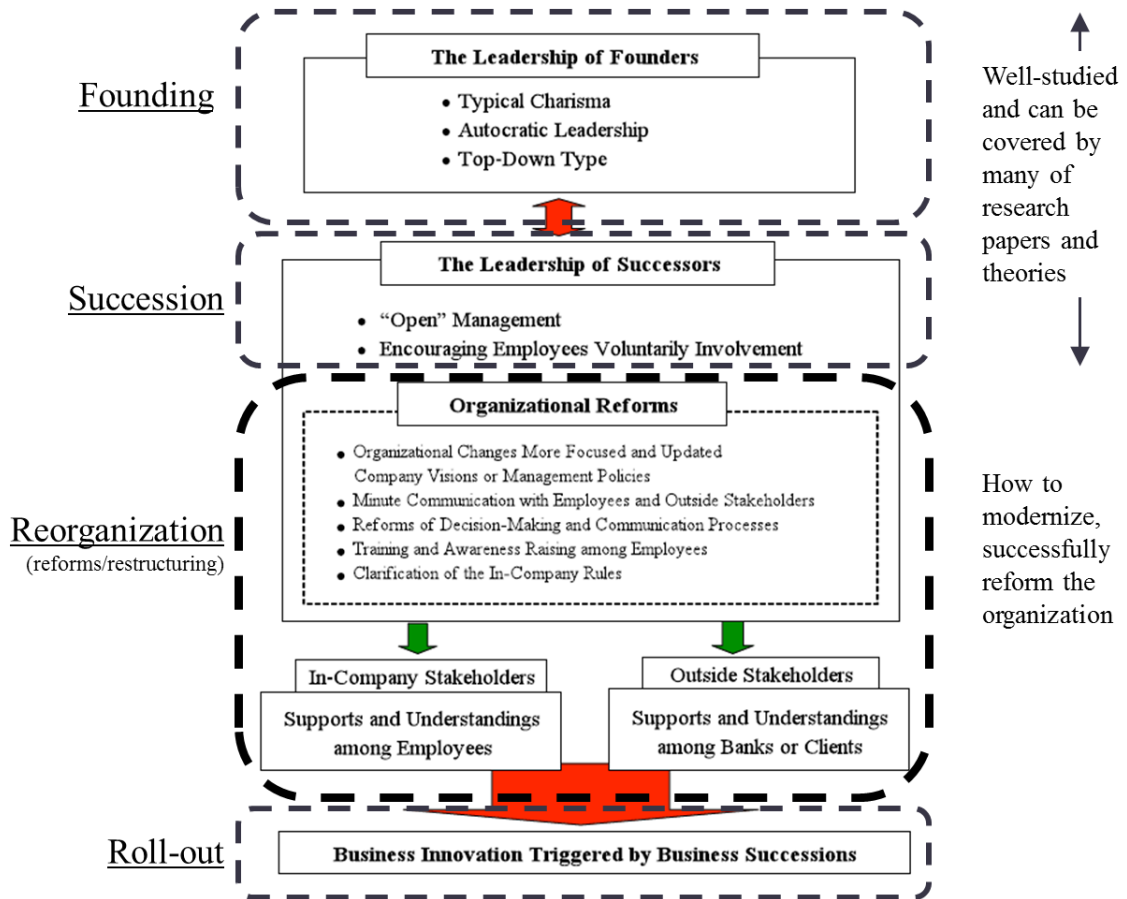 Founding
The Leadership of Founders
• Typical Charisma
• Autocratic Leadership
• Top-Down Type
Well-studied
and can be
covered by
many of
research
papers and
theories
Succession
The Leadership of Successors
• “Open” Management
• Encouraging Employees Voluntarily Involvement
Reorganization
(reforms/restructuring)
Organizational Reforms
• Organizational Changes More Focused and Updated
Company Visions or Management Policies
• Minute Communication with Employees and Outside Stakeholders
• Reforms of Decision-Making and Communication Processes
• Training and Awareness Raising among Employees
• Clarification of the In-Company Rules
How to
modernize,
successfully
reform the
organization
In-Company Stakeholders
Supports and Understandings
among Employees
Outside Stakeholders
Supports and Understandings
among Banks or Clients
Roll-out
Business Innovation Triggered by Business Successions